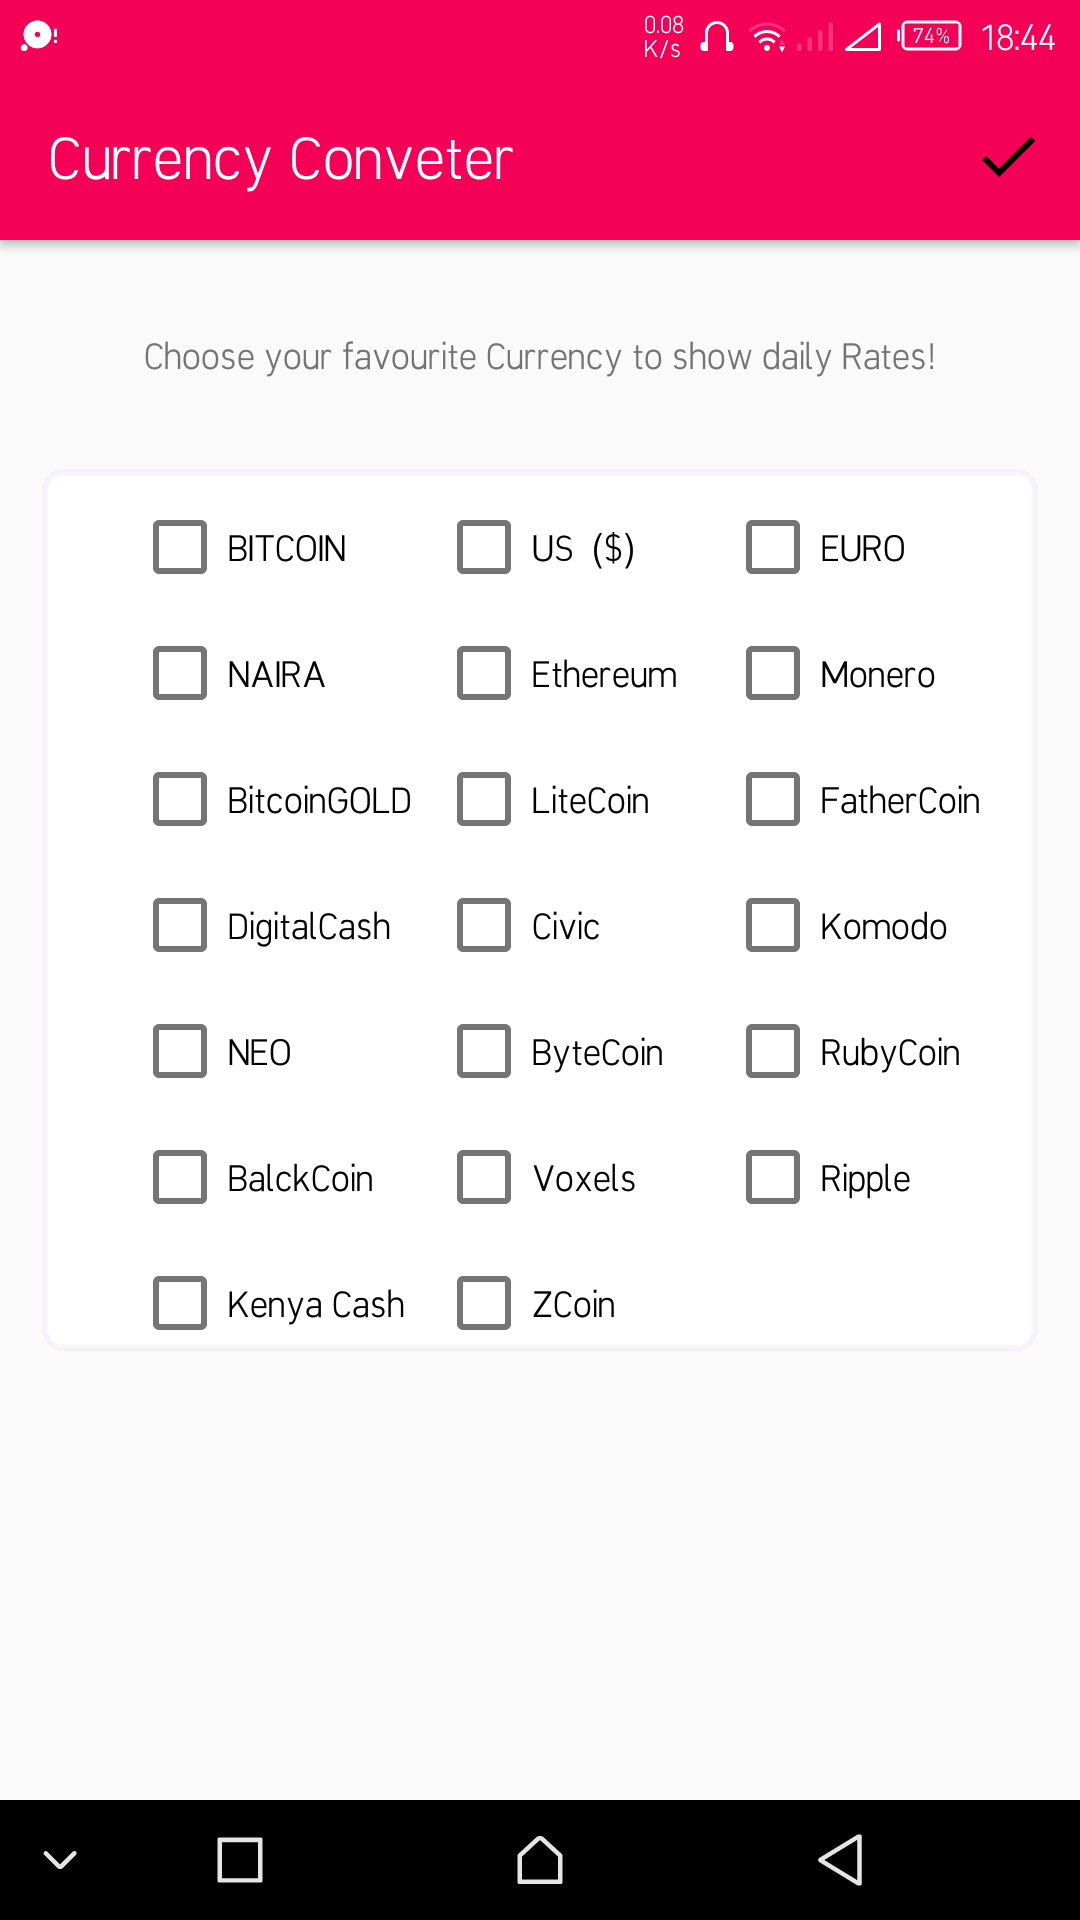 0.08
K/s
74%
18:44
Currency Conveter
Choose your favourite Currency to show daily Rates!
BITCOIN US ($) EURO
NAIRA Ethereum Monero
BitcoinGOLD LiteCoin FatherCoin
DigitalCash Civic Komodo
NEO ByteCoin RubyCoin
BalckCoin Voxels Ripple
Kenya Cash ZCoin